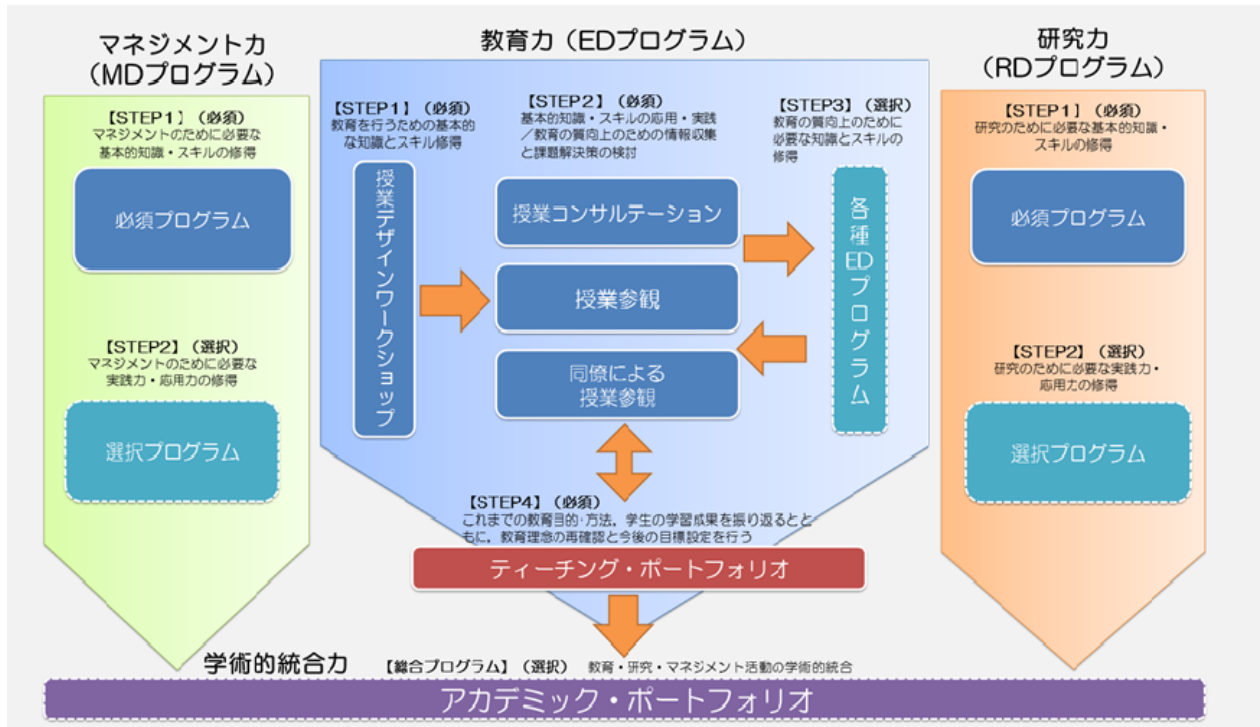 マネジメント力
（MDプログラム）
【STEP1】（必須）
マネジメントのために必要な
基本的知識・スキルの修得
必須プログラム
【STEP2】（選択）
マネジメントのために必要な
実践力・応用力の修得
選択プログラム
教育力（EDプログラム）
【STEP1】（必須）
教育を行うための基本的
な知識とスキル修得
授業デザインワークショップ
【STEP2】（必須）
基本的知識・スキルの応用・実践
／教育の質向上のための情報収集
と課題解決策の検討
授業コンサルテーション
授業参観
同僚による
授業参観
【STEP3】（選択）
教育の質向上のために
必要な知識とスキルの
修得
各種EDプログラム
【STEP4】（必須）
これまでの教育目的・方法，学生の学習成果を振り返るとと
もに，教育理念の再確認と今後の目標設定を行う
ティーチング・ポートフォリオ
研究力
（RDプログラム）
【STEP1】（必須）
研究のために必要な基本的知識・
スキルの修得
必須プログラム
【STEP2】（選択）
研究のために必要な実践力・
応用力の修得
選択プログラム
学術的統合力 【総合プログラム】（選択） 教育・研究・マネジメント活動の学術的統合
アカデミック・ポートフォリオ